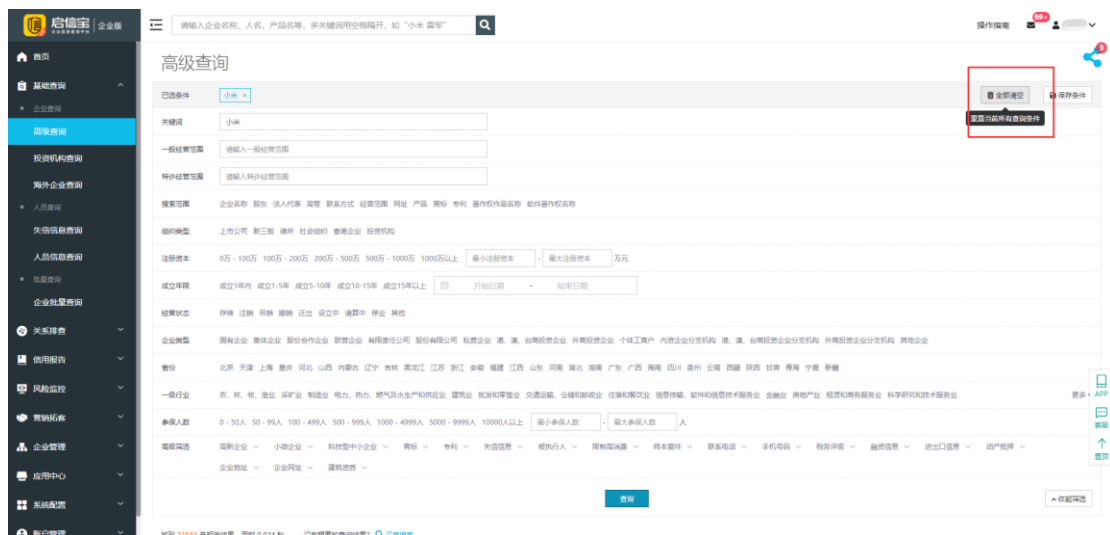 启信宝 企业版
请输入企业名称、人名，产品名等，多关键词用空格隔开，如“小米 雷军”
操作指南 99+
首页
基础查询
企业查询
高级查询
投资机构查询
海外企业查询
人员查询
失信信息查询
人员信息查询
批量查询
企业批量查询
关系排查
信用报告
风险监控
营销拓客
企业管理
应用中心
系统配置
账户管理
高级查询
已选条件 小米 × 全部清空 保存条件
重置当前所有查询条件
关键词 小米
一般经营范围 请输入一般经营范围
特许经营范围 请输入特许经营范围
搜索范围 企业名称 股东 法人代表 高管 联系方式 经营范围 网址 产品 商标 专利 著作权作品名称 软件著作权名称
组织类型 上市公司 新三板 律所 社会组织 香港企业 投资机构
注册资本 0万 - 100万 100万 - 200万 200万 - 500万 500万 - 1000万 1000万以上 最小注册资本 - 最大注册资本 万元
成立年限 成立1年内 成立1-5年 成立5-10年 成立10-15年 成立15年以上 开始日期 - 结束日期
经营状态 存续 注销 吊销 撤销 迁出 设立中 清算中 停业 其他
企业类型 国有企业 集体企业 股份合作企业 联营企业 有限责任公司 股份有限公司 私营企业 港、澳、台商投资企业 外商投资企业 个体工商户 内资企业分支机构 港、澳、台商投资企业分支机构 外商投资企业分支机构 其他企业
省份 北京 天津 上海 重庆 河北 山西 内蒙古 辽宁 吉林 黑龙江 江苏 浙江 安徽 福建 江西 山东 河南 湖北 湖南 广东 广西 海南 四川 贵州 云南 西藏 陕西 甘肃 青海 宁夏 新疆
一级行业 农、林、牧、渔业 采矿业 制造业 电力、热力、燃气及水生产和供应业 建筑业 批发和零售业 交通运输、仓储和邮政业 住宿和餐饮业 信息传输、软件和信息技术服务业 金融业 房地产业 租赁和商务服务业 科学研究和技术服务业 更多
参保人数 0 - 50人 50 - 99人 100 - 499人 500 - 999人 1000 - 4999人 5000 - 9999人 10000人以上 最小参保人数 - 最大参保人数 人
高级筛选 高新企业 小微企业 科技型中小企业 商标 专利 失信信息 被执行人 限制高消费 终本案件 联系电话 手机号码 税务评级 融资信息 进出口信息 动产抵押
企业地址 企业网址 建筑资质
查询 收起筛选
APP
客服
置顶